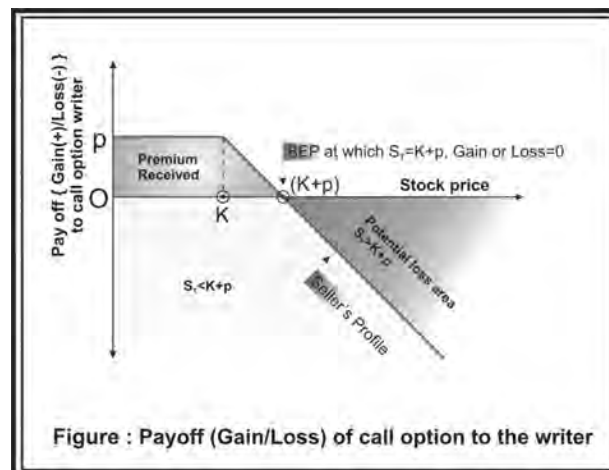 Pay off { Gain(+)/Loss(-) }
to call option writer
p
Premium
Received
BEP at which Sₜ=K+p, Gain or Loss=0
(K+p)
Stock price
O
K
Potential loss area
Sₜ>K+p
Sₜ<K+p
Seller's Profile
Figure : Payoff (Gain/Loss) of call option to the writer